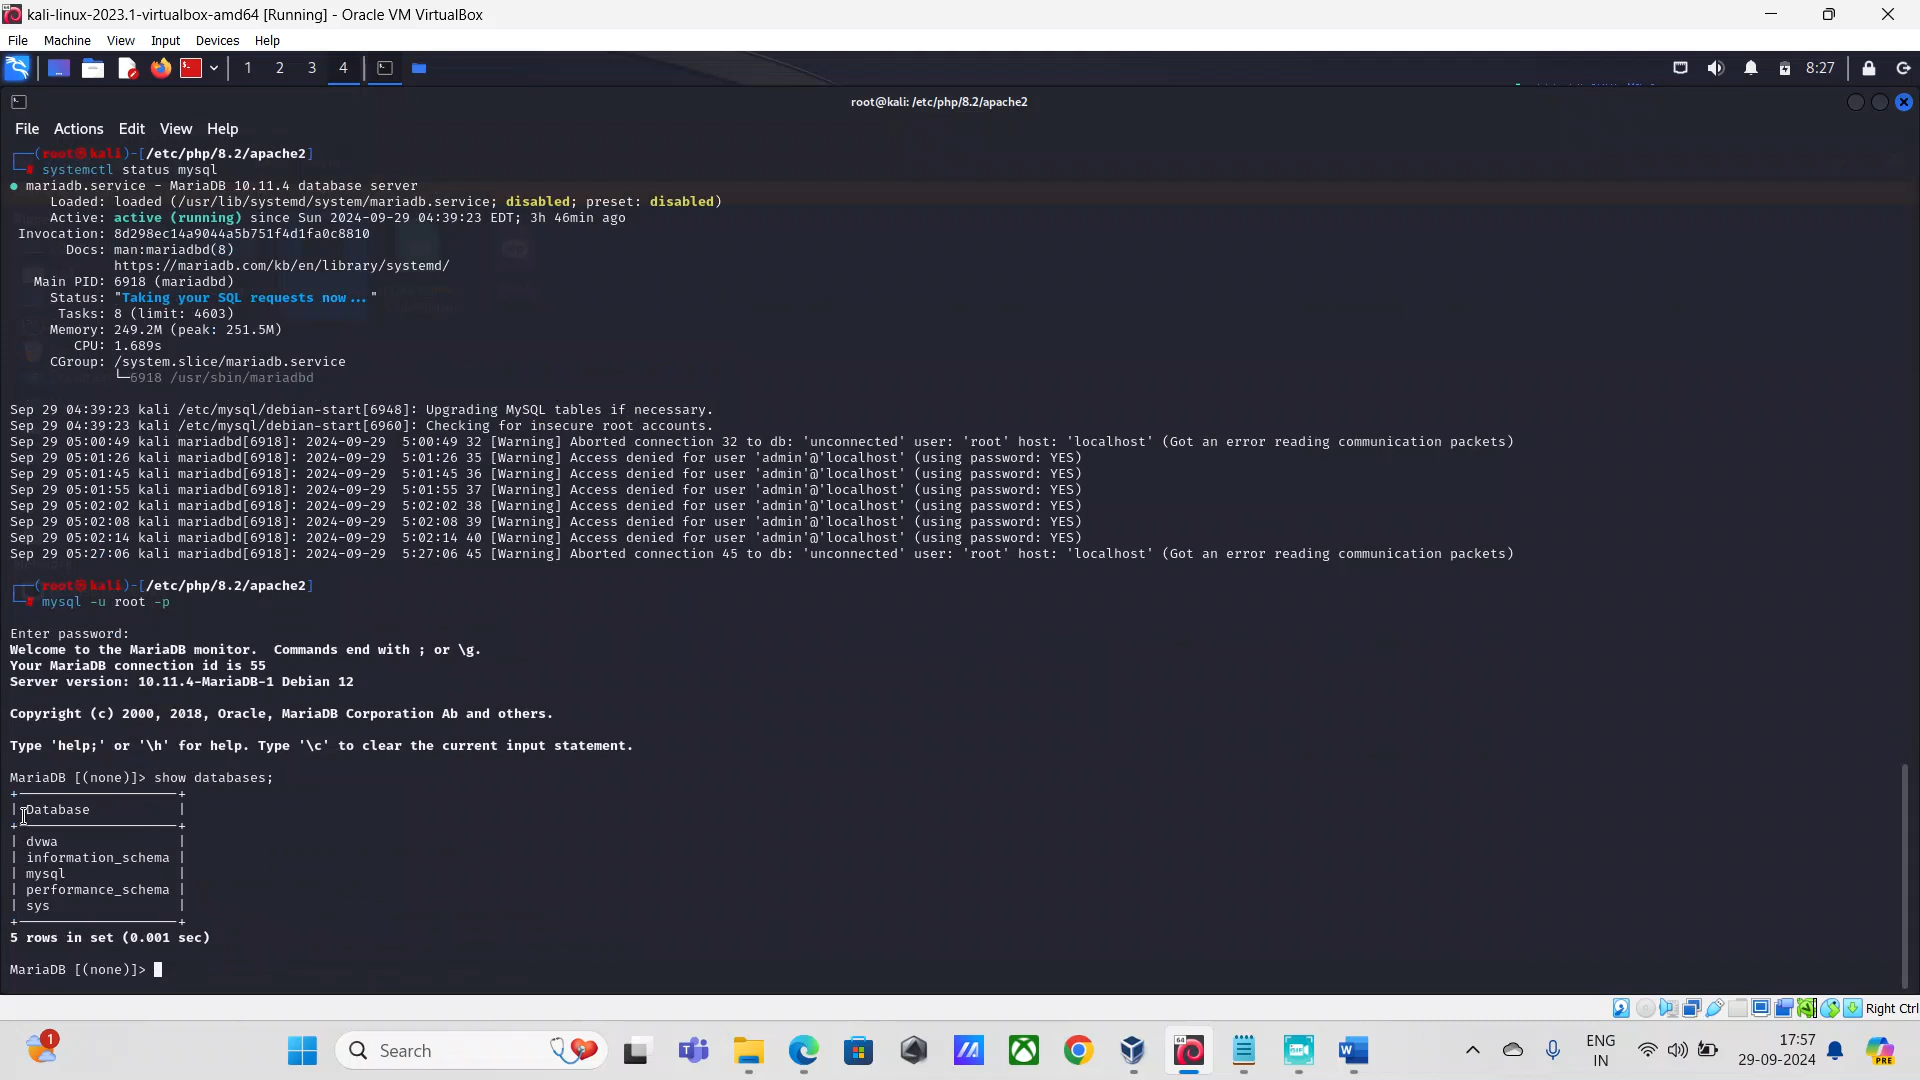 kali-linux-2023.1-virtualbox-amd64 [Running] - Oracle VM VirtualBox
File Machine View Input Devices Help
1 2 3 4 8:27
root@kali: /etc/php/8.2/apache2
File Actions Edit View Help
┌──(root㉿kali)-[/etc/php/8.2/apache2]
└─# systemctl status mysql
● mariadb.service - MariaDB 10.11.4 database server
Loaded: loaded (/usr/lib/systemd/system/mariadb.service; disabled; preset: disabled)
Active: active (running) since Sun 2024-09-29 04:39:23 EDT; 3h 46min ago
Invocation: 8d298ec14a9044a5b751f4d1fa0c8810
Docs: man:mariadbd(8)
https://mariadb.com/kb/en/library/systemd/
Main PID: 6918 (mariadbd)
Status: "Taking your SQL requests now..."
Tasks: 8 (limit: 4603)
Memory: 249.2M (peak: 251.5M)
CPU: 1.689s
CGroup: /system.slice/mariadb.service
└─6918 /usr/sbin/mariadbd
Sep 29 04:39:23 kali /etc/mysql/debian-start[6948]: Upgrading MySQL tables if necessary.
Sep 29 04:39:23 kali /etc/mysql/debian-start[6960]: Checking for insecure root accounts.
Sep 29 05:00:49 kali mariadbd[6918]: 2024-09-29  5:00:49 32 [Warning] Aborted connection 32 to db: 'unconnected' user: 'root' host: 'localhost' (Got an error reading communication packets)
Sep 29 05:01:26 kali mariadbd[6918]: 2024-09-29  5:01:26 35 [Warning] Access denied for user 'admin'@'localhost' (using password: YES)
Sep 29 05:01:45 kali mariadbd[6918]: 2024-09-29  5:01:45 36 [Warning] Access denied for user 'admin'@'localhost' (using password: YES)
Sep 29 05:01:55 kali mariadbd[6918]: 2024-09-29  5:01:55 37 [Warning] Access denied for user 'admin'@'localhost' (using password: YES)
Sep 29 05:02:02 kali mariadbd[6918]: 2024-09-29  5:02:02 38 [Warning] Access denied for user 'admin'@'localhost' (using password: YES)
Sep 29 05:02:08 kali mariadbd[6918]: 2024-09-29  5:02:08 39 [Warning] Access denied for user 'admin'@'localhost' (using password: YES)
Sep 29 05:02:14 kali mariadbd[6918]: 2024-09-29  5:02:14 40 [Warning] Access denied for user 'admin'@'localhost' (using password: YES)
Sep 29 05:27:06 kali mariadbd[6918]: 2024-09-29  5:27:06 45 [Warning] Aborted connection 45 to db: 'unconnected' user: 'root' host: 'localhost' (Got an error reading communication packets)
┌──(root㉿kali)-[/etc/php/8.2/apache2]
└─# mysql -u root -p
Enter password:
Welcome to the MariaDB monitor.  Commands end with ; or \g.
Your MariaDB connection id is 55
Server version: 10.11.4-MariaDB-1 Debian 12
Copyright (c) 2000, 2018, Oracle, MariaDB Corporation Ab and others.
Type 'help;' or '\h' for help. Type '\c' to clear the current input statement.
MariaDB [(none)]> show databases;
+--------------------+
| Database           |
+--------------------+
| dvwa               |
| information_schema |
| mysql              |
| performance_schema |
| sys                |
+--------------------+
5 rows in set (0.001 sec)
MariaDB [(none)]>
Right Ctrl
1 Search ENG 17:57
IN 29-09-2024